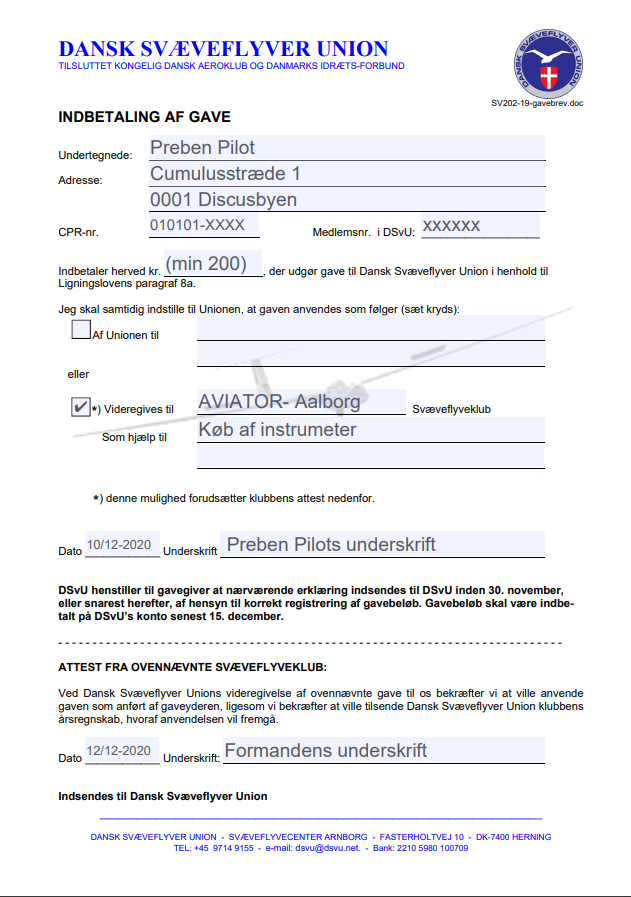 DANSK SVÆVEFLYVER UNION
TILSLUTTET KONGELIG DANSK AEROKLUB OG DANMARKS IDRÆTS-FORBUND
DANSK SVÆVEFLYVER UNION
SV202-19-gavebrev.doc
INDBETALING AF GAVE
Undertegnede: Preben Pilot
Adresse: Cumulusstræde 1
0001 Discusbyen
CPR-nr. 010101-XXXX Medlemsnr. i DSvU: XXXXXX
Indbetaler herved kr. (min 200), der udgør gave til Dansk Svæveflyver Union i henhold til
Ligningslovens paragraf 8a.
Jeg skal samtidig indstille til Unionen, at gaven anvendes som følger (sæt kryds):
Af Unionen til
eller
✔ *) Videregives til AVIATOR- Aalborg Svæveflyveklub
Som hjælp til Køb af instrumeter
*) denne mulighed forudsætter klubbens attest nedenfor.
Dato 10/12-2020 Underskrift Preben Pilots underskrift
DSvU henstiller til gavegiver at nærværende erklæring indsendes til DSvU inden 30. november,
eller snarest herefter, af hensyn til korrekt registrering af gavebeløb. Gavebeløb skal være indbe-
talt på DSvU's konto senest 15. december.
ATTEST FRA OVENNÆVNTE SVÆVEFLYVEKLUB:
Ved Dansk Svæveflyver Unions videregivelse af ovennævnte gave til os bekræfter vi at ville anvende
gaven som anført af gaveyderen, ligesom vi bekræfter at ville tilsende Dansk Svæveflyver Union klubbens
årsregnskab, hvoraf anvendelsen vil fremgå.
Dato 12/12-2020 Underskrift: Formandens underskrift
Indsendes til Dansk Svæveflyver Union
DANSK SVÆVEFLYVER UNION - SVÆVEFLYVECENTER ARNBORG - FASTERHOLTVEJ 10 - DK-7400 HERNING
TEL: +45 9714 9155 - e-mail: dsvu@dsvu.net. - Bank: 2210 5980 100709